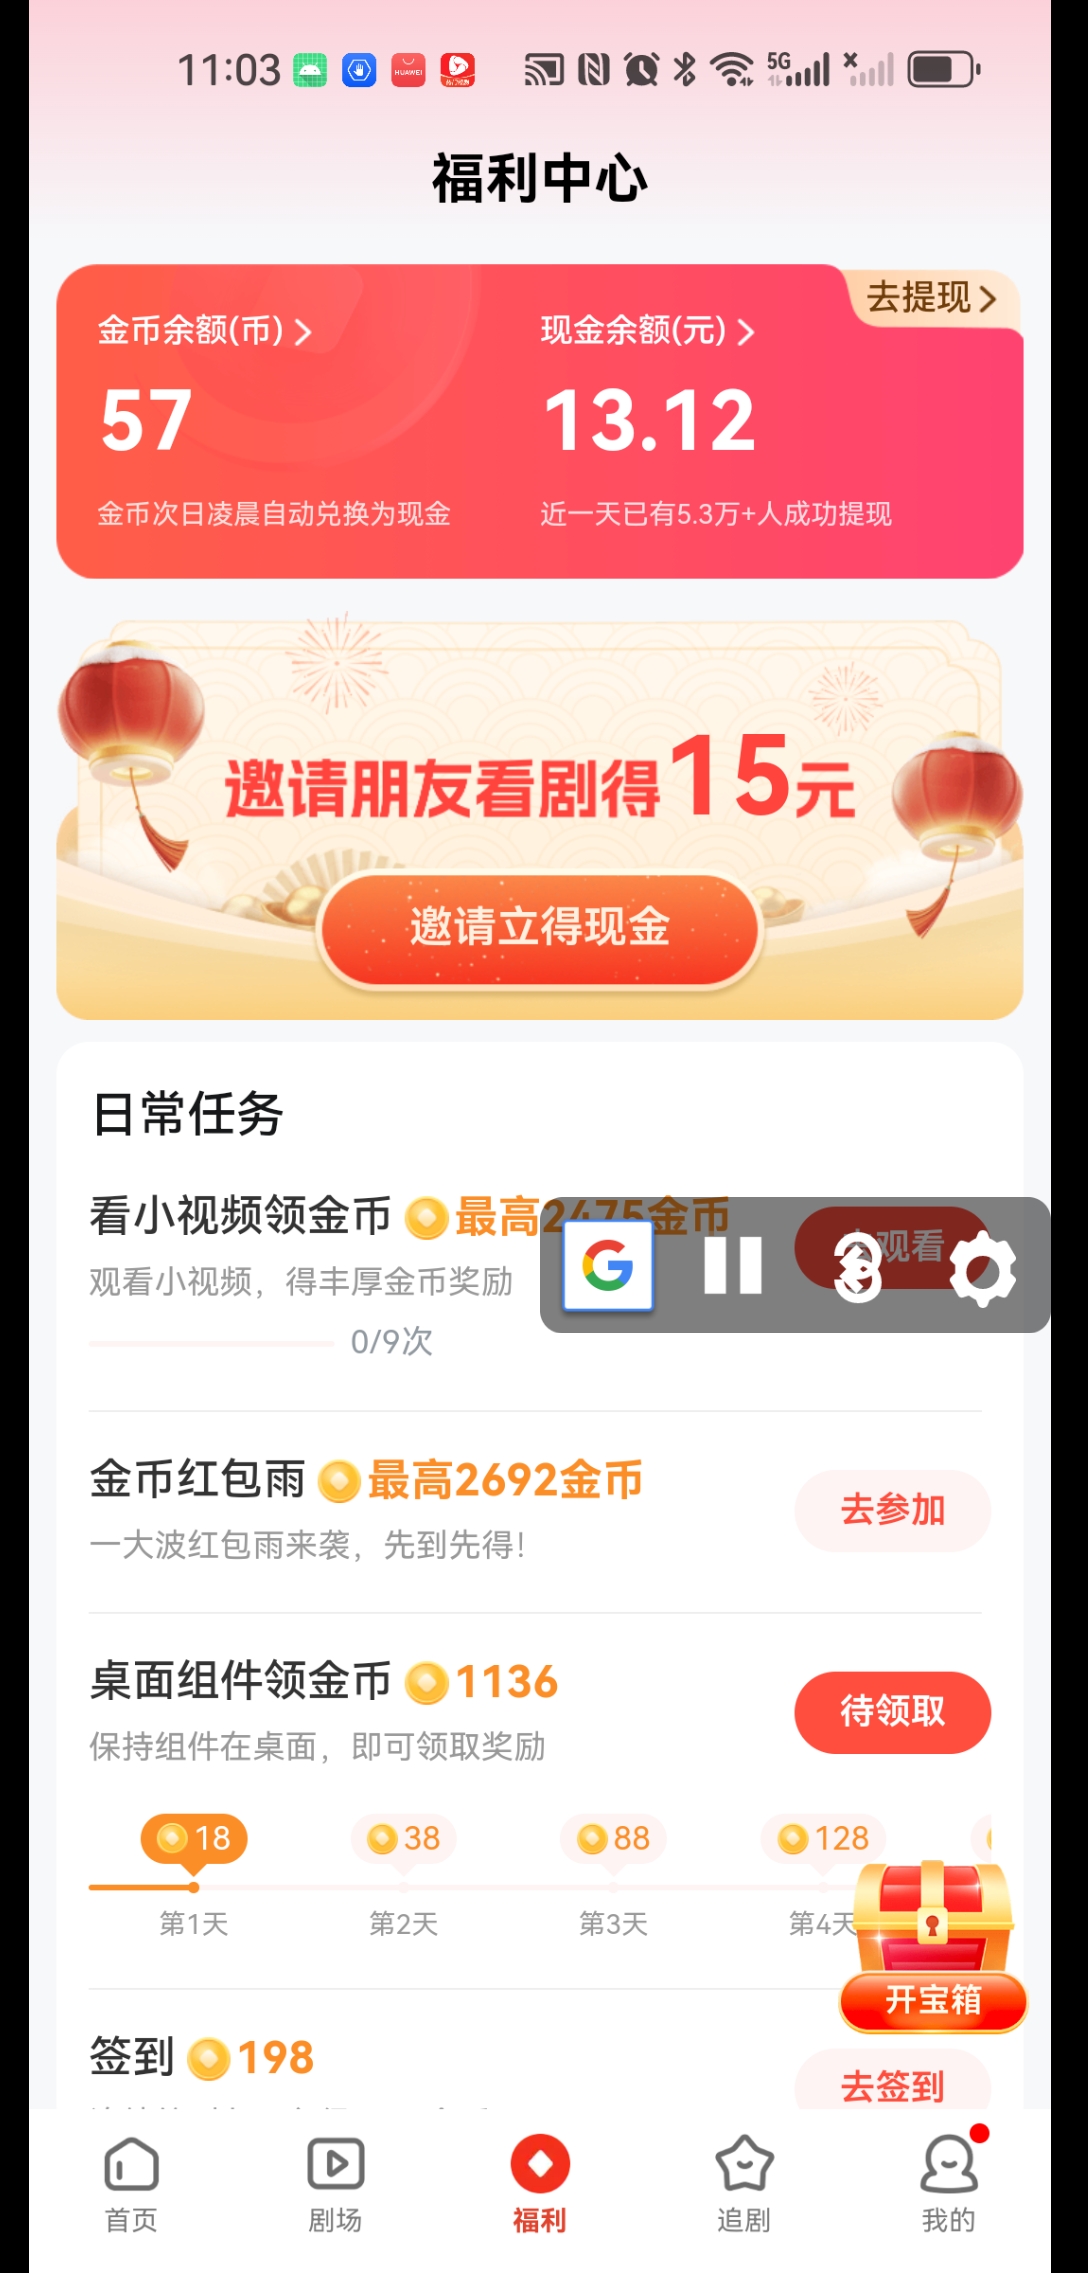 11:03
HUAWEI
5G
福利中心
去提现
金币余额(币)
现金余额(元)
57
13.12
金币次日凌晨自动兑换为现金
近一天已有5.3万+人成功提现
邀请朋友看剧得15元
邀请立得现金
日常任务
看小视频领金币 最高2475金币
观看
观看小视频，得丰厚金币奖励
0/9次
金币红包雨 最高2692金币
去参加
一大波红包雨来袭，先到先得!
桌面组件领金币 1136
待领取
保持组件在桌面，即可领取奖励
18 38 88 128
第1天 第2天 第3天 第4天
开宝箱
签到 198
去签到
首页 剧场 福利 追剧 我的